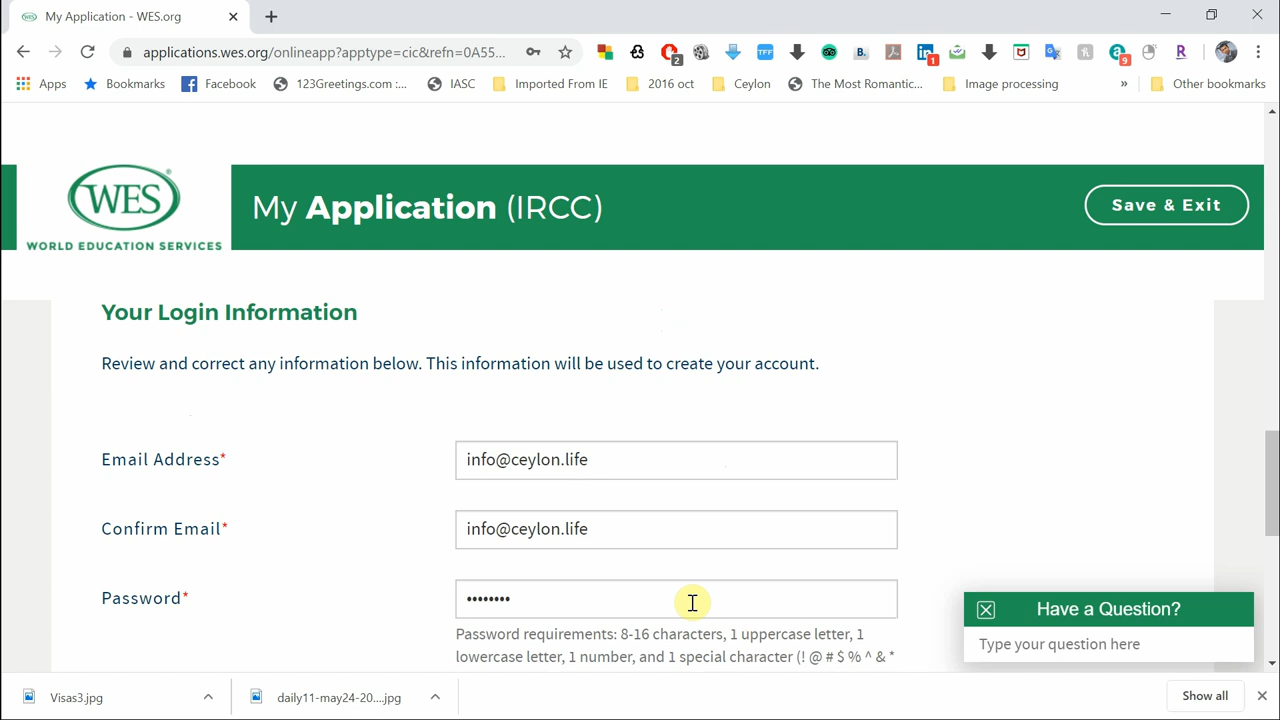 My Application - WES.org
applications.wes.org/onlineapp?apptype=cic&refn=0A55...
Apps Bookmarks Facebook 123Greetings.com :... IASC Imported From IE 2016 oct Ceylon The Most Romantic... Image processing » Other bookmarks
WES
WORLD EDUCATION SERVICES
My Application (IRCC)
Save & Exit
Your Login Information
Review and correct any information below. This information will be used to create your account.
Email Address* info@ceylon.life
Confirm Email* info@ceylon.life
Password* ••••••••
Password requirements: 8-16 characters, 1 uppercase letter, 1
lowercase letter, 1 number, and 1 special character (! @ # $ % ^ & *
Have a Question?
Type your question here
Visas3.jpg daily11-may24-20....jpg Show all